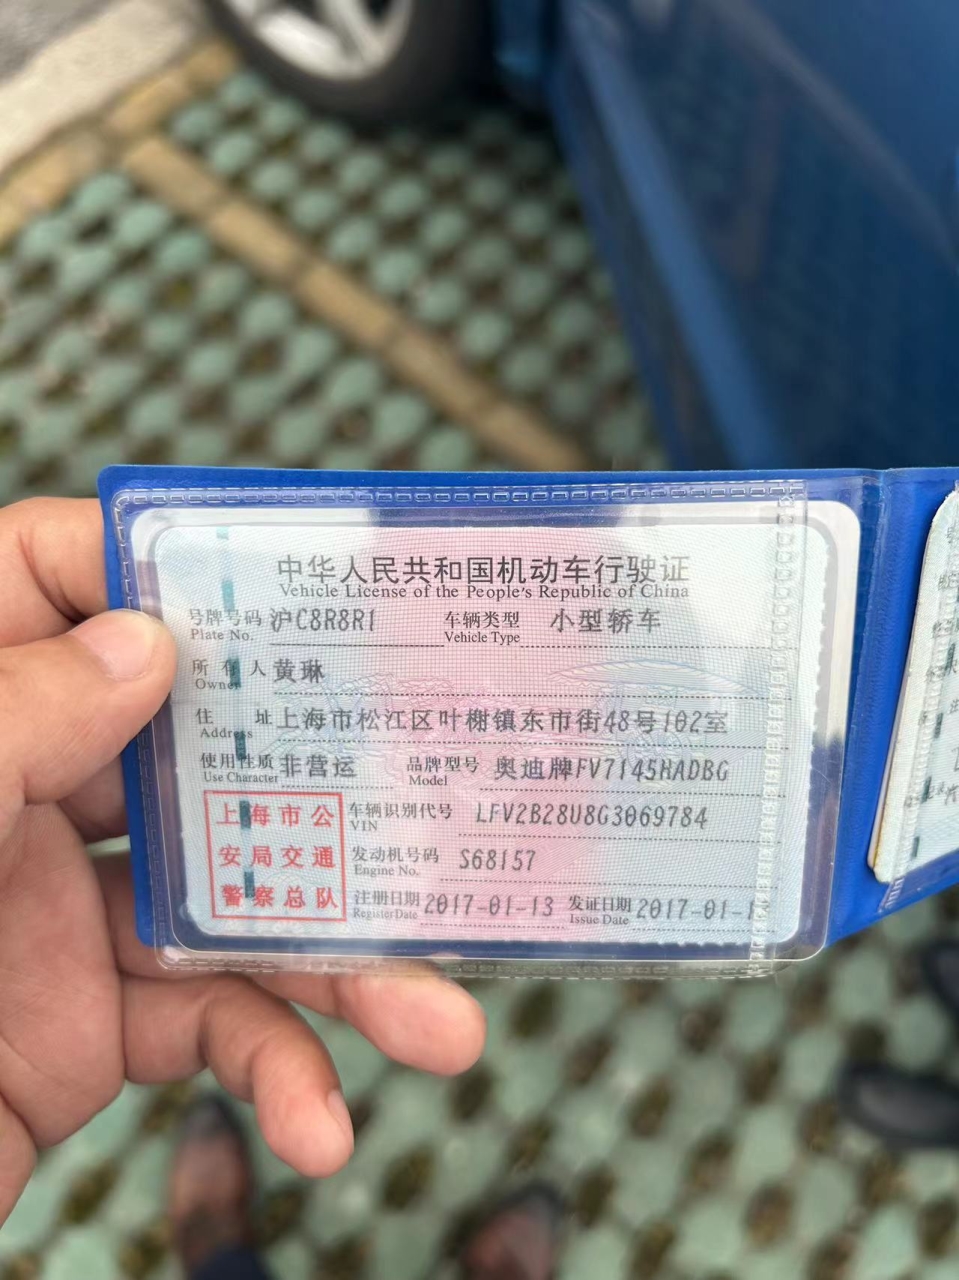 中华人民共和国机动车行驶证
Vehicle License of the People's Republic of China
号牌号码 沪C8R8R1 车辆类型 小型轿车
Plate No. Vehicle Type
所有人 黄琳
Owner
住址 上海市松江区叶榭镇东市街48号102室
Address
使用性质 非营运 品牌型号 奥迪牌FV7145HADBG
Use Character Model
上海市公 车辆识别代号 LFV2B28U8G3069784
VIN
安局交通 发动机号码 S68157
Engine No.
警察总队 注册日期 2017-01-13 发证日期 2017-01-1
Register Date Issue Date